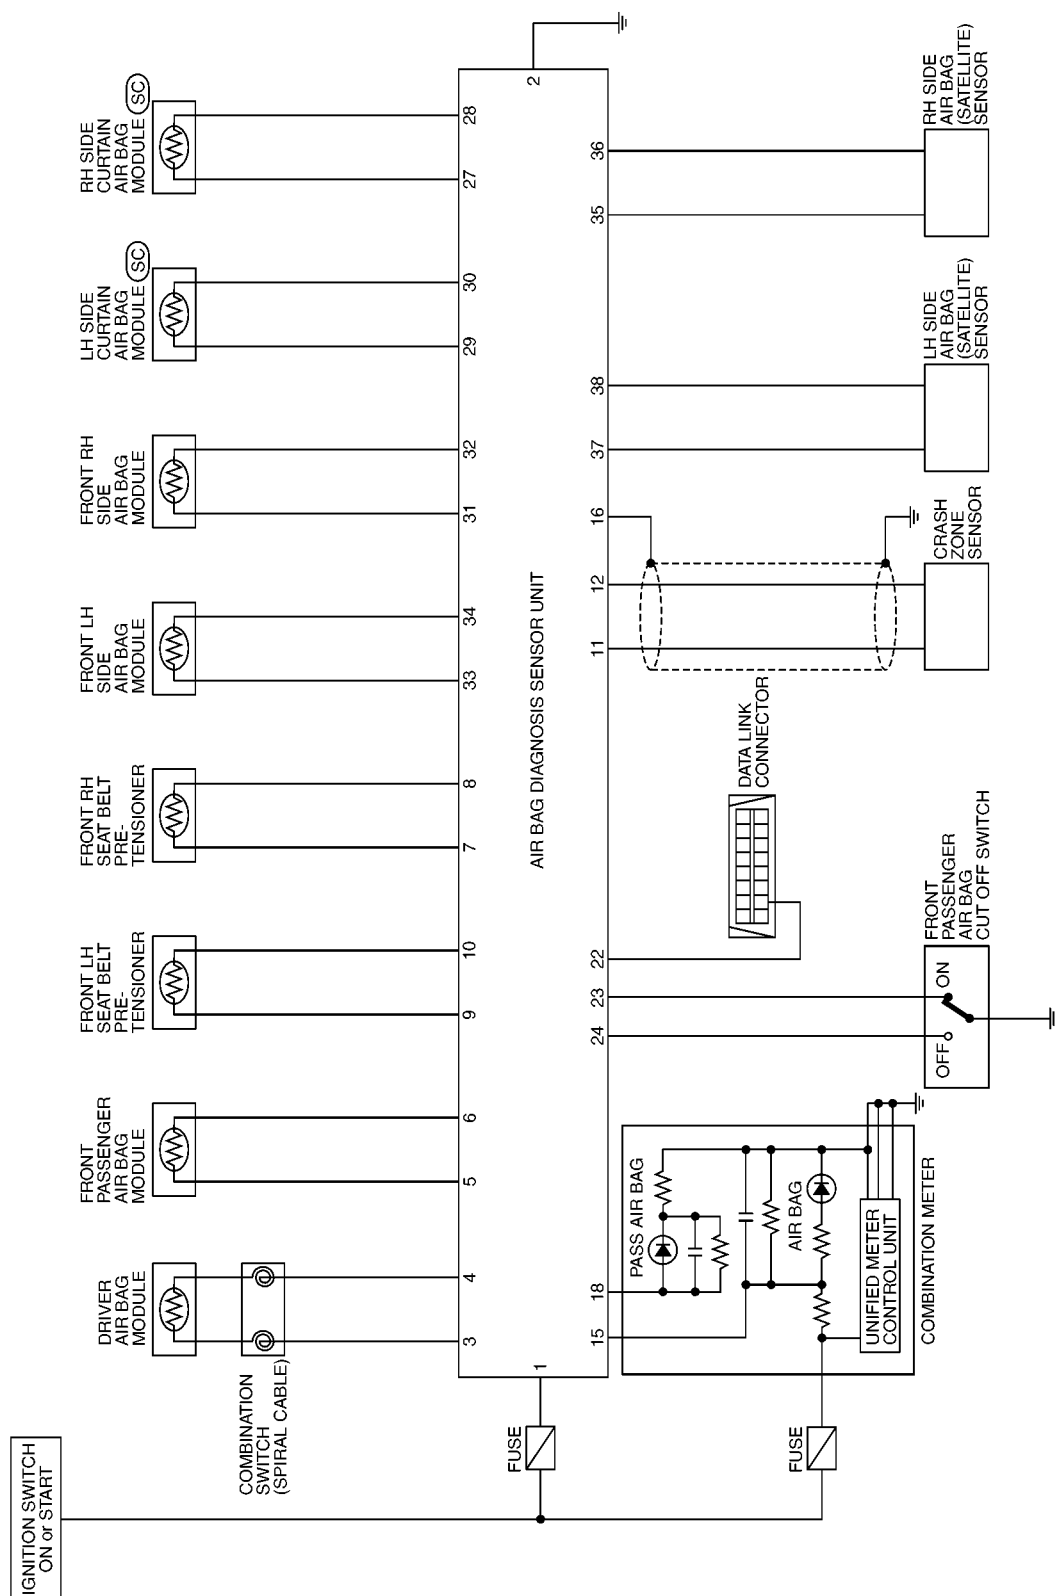 IGNITION SWITCH
ON or START
FUSE
FUSE
COMBINATION
SWITCH
(SPIRAL CABLE)
DRIVER
AIR BAG
MODULE
FRONT
PASSENGER
AIR BAG
MODULE
FRONT LH
SEAT BELT
PRE-
TENSIONER
FRONT RH
SEAT BELT
PRE-
TENSIONER
FRONT LH
SIDE
AIR BAG
MODULE
FRONT RH
SIDE
AIR BAG
MODULE
LH SIDE
CURTAIN
AIR BAG
MODULE
SC
RH SIDE
CURTAIN
AIR BAG
MODULE
SC
3
4
5
6
9
10
7
8
33
34
31
32
29
30
27
28
1
AIR BAG DIAGNOSIS SENSOR UNIT
2
15
18
24
23
22
11
12
16
37
38
35
36
PASS AIR BAG
AIR BAG
UNIFIED METER
CONTROL UNIT
COMBINATION METER
DATA LINK
CONNECTOR
OFF
ON
FRONT
PASSENGER
AIR BAG
CUT OFF SWITCH
CRASH
ZONE
SENSOR
LH SIDE
AIR BAG
(SATELLITE)
SENSOR
RH SIDE
AIR BAG
(SATELLITE)
SENSOR